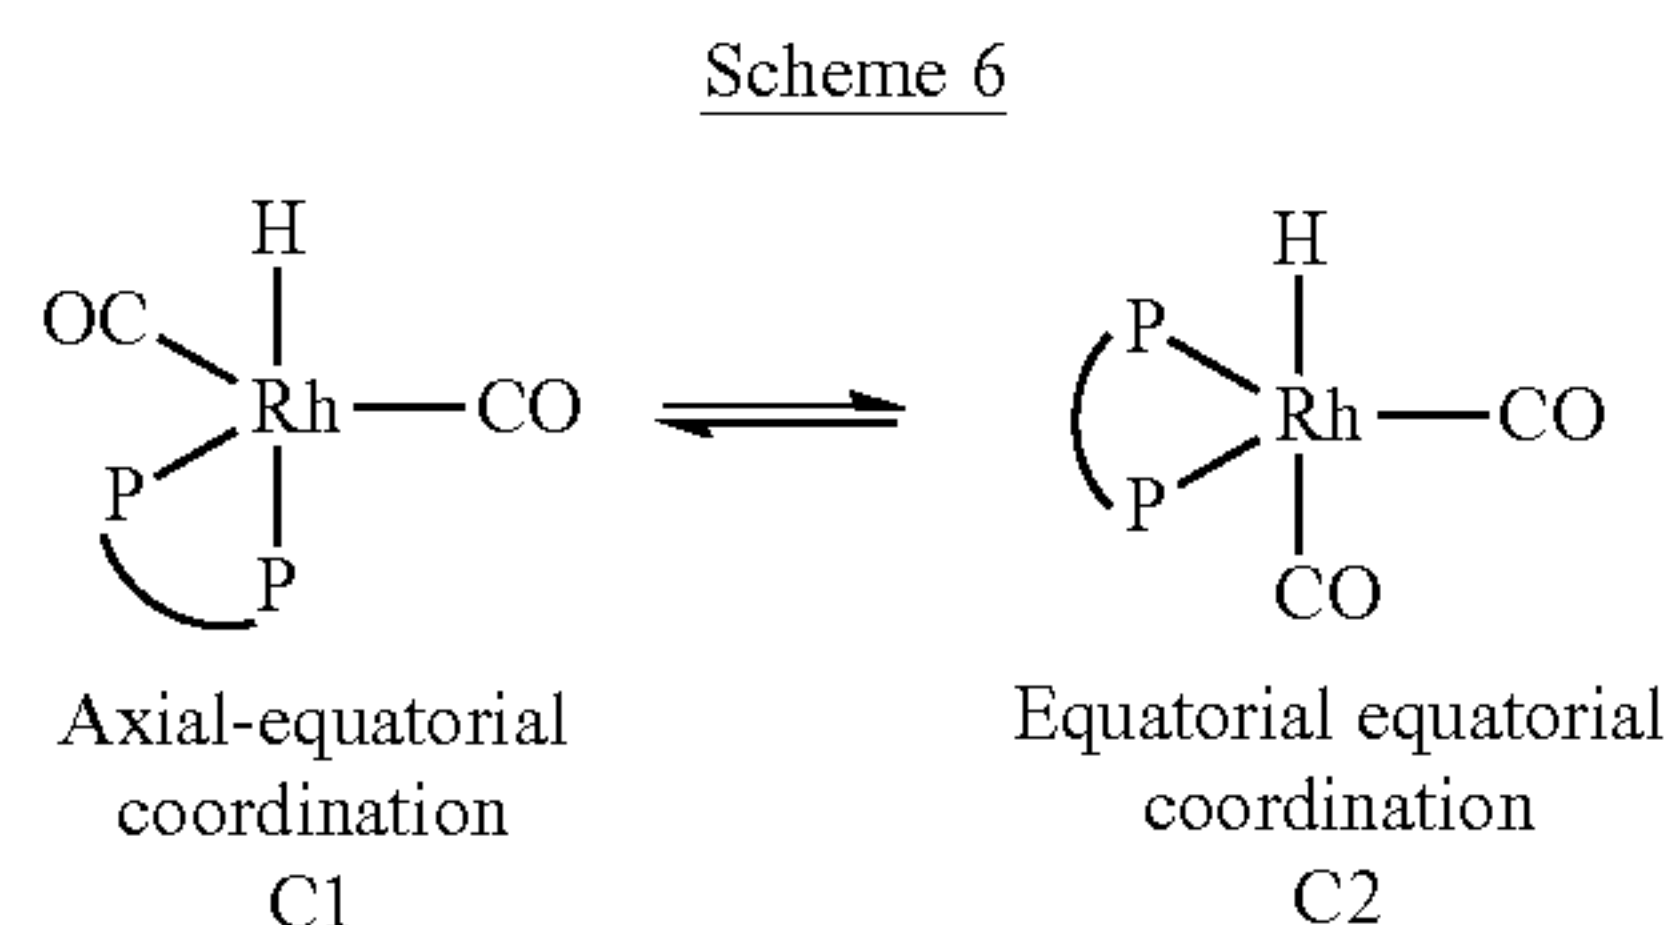 Scheme 6
H
OC
Rh
CO
P
P
Axial-equatorial
coordination
C1
H
P
Rh
CO
P
CO
Equatorial equatorial
coordination
C2